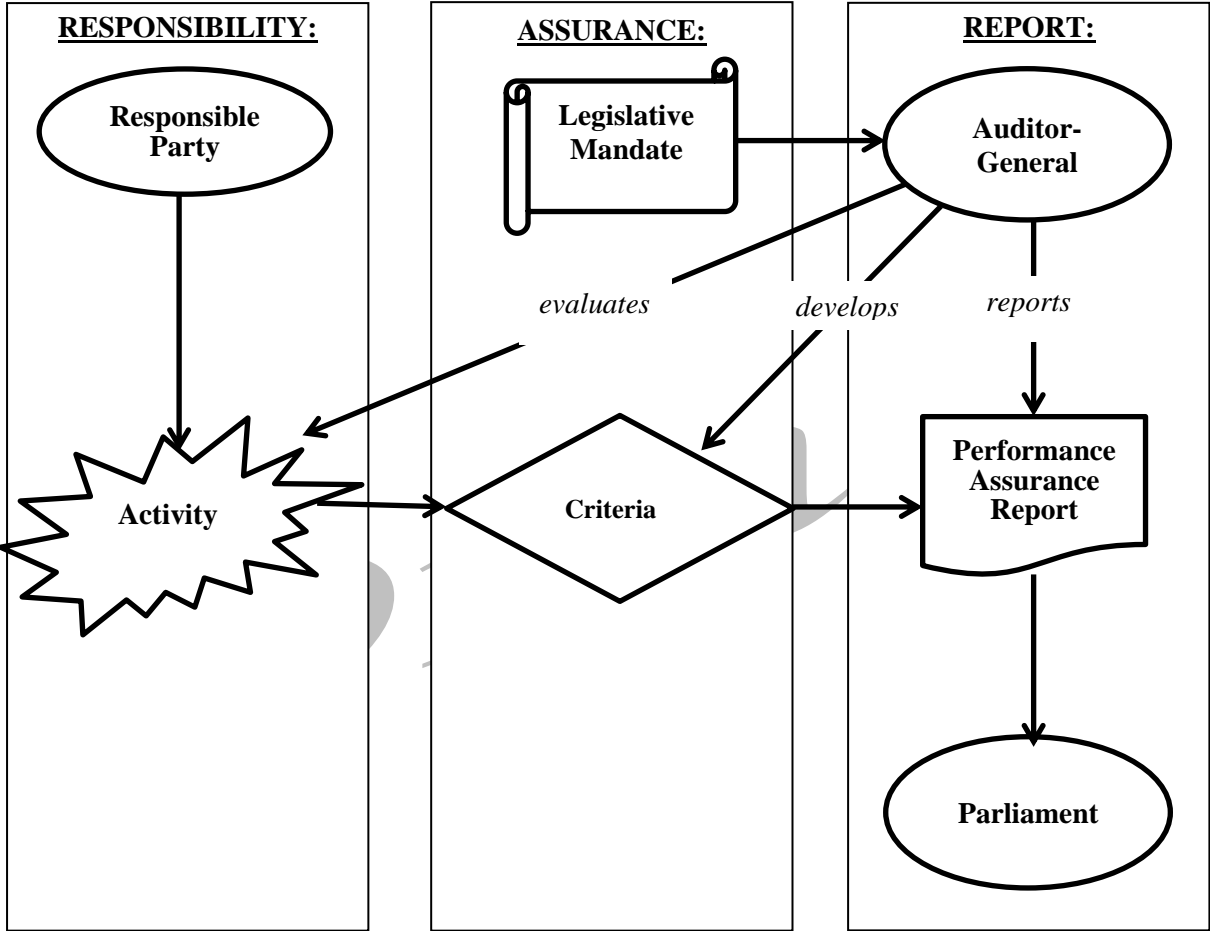 RESPONSIBILITY:
ASSURANCE:
REPORT:
Responsible
Party
Legislative
Mandate
Auditor-
General
evaluates
develops
reports
Activity
Criteria
Performance
Assurance
Report
Parliament